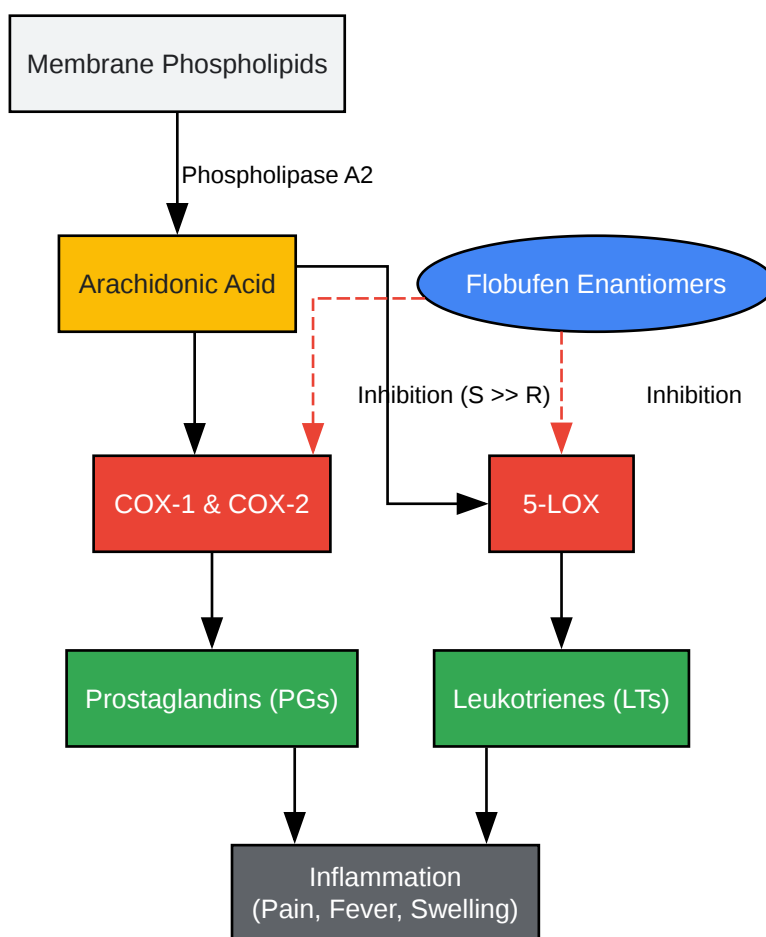 Membrane Phospholipids
Phospholipase A2
Arachidonic Acid
Flobufen Enantiomers
Inhibition (S >> R)
Inhibition
COX-1 & COX-2
5-LOX
Prostaglandins (PGs)
Leukotrienes (LTs)
Inflammation
(Pain, Fever, Swelling)